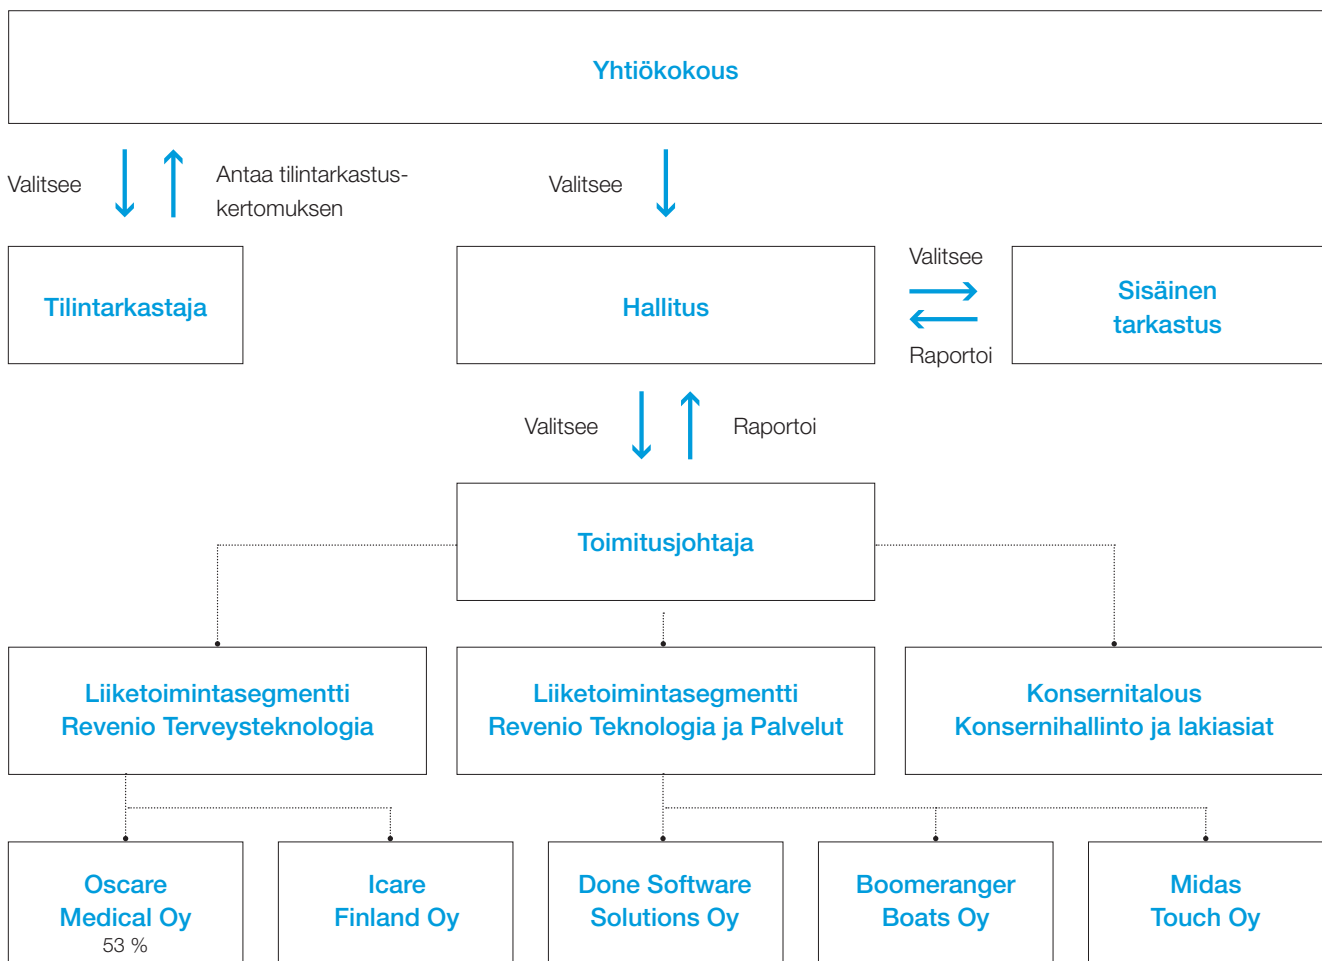 Yhtiökokous
Valitsee
Antaa tilintarkastus-
kertomuksen
Valitsee
Tilintarkastaja
Hallitus
Valitsee
Raportoi
Sisäinen
tarkastus
Valitsee
Raportoi
Toimitusjohtaja
Liiketoimintasegmentti
Revenio Terveysteknologia
Liiketoimintasegmentti
Revenio Teknologia ja Palvelut
Konsernitalous
Konsernihallinto ja lakiasiat
Oscare
Medical Oy
53 %
Icare
Finland Oy
Done Software
Solutions Oy
Boomeranger
Boats Oy
Midas
Touch Oy